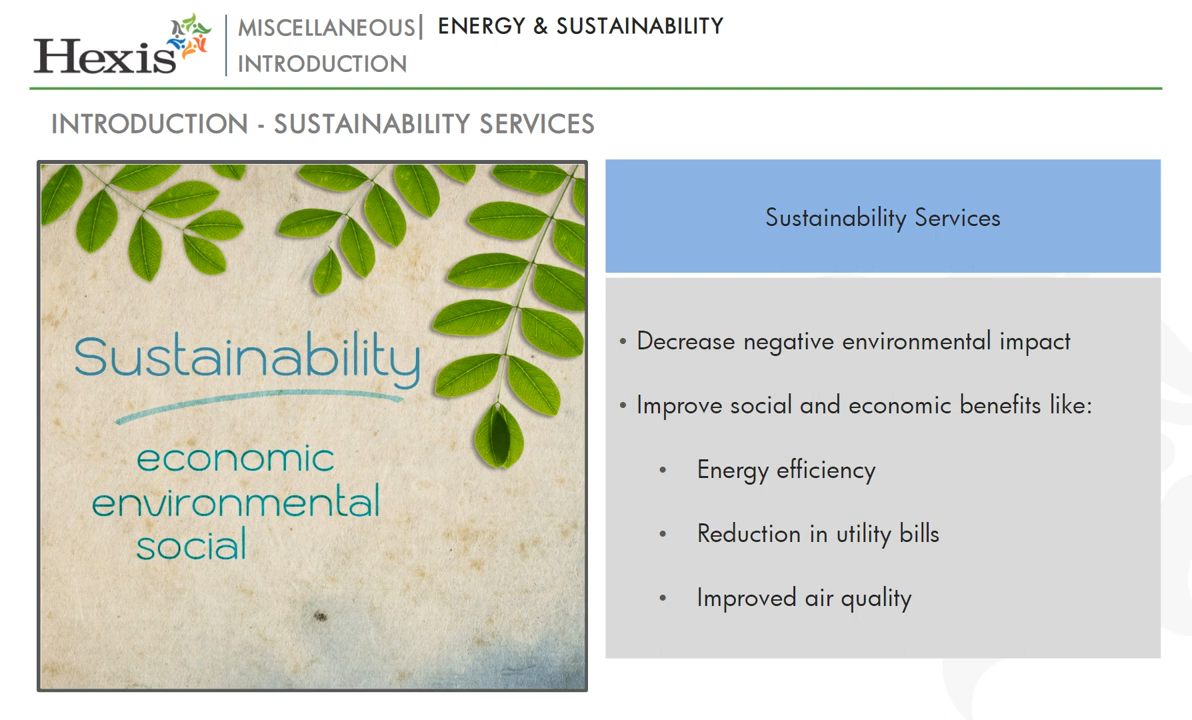 Hexis
MISCELLANEOUS| ENERGY & SUSTAINABILITY
INTRODUCTION
INTRODUCTION - SUSTAINABILITY SERVICES
Sustainability
economic
environmental
social
Sustainability Services
• Decrease negative environmental impact
• Improve social and economic benefits like:
• Energy efficiency
• Reduction in utility bills
• Improved air quality